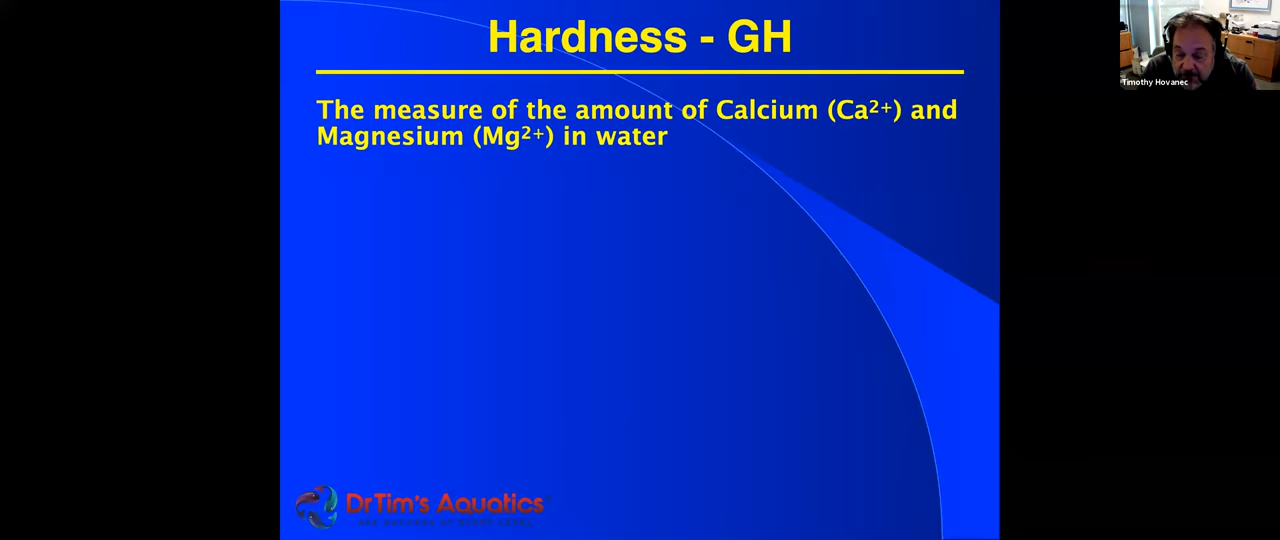 Hardness - GH
The measure of the amount of Calcium (Ca²⁺) and
Magnesium (Mg²⁺) in water
DrTim's Aquatics
Timothy Hovanec